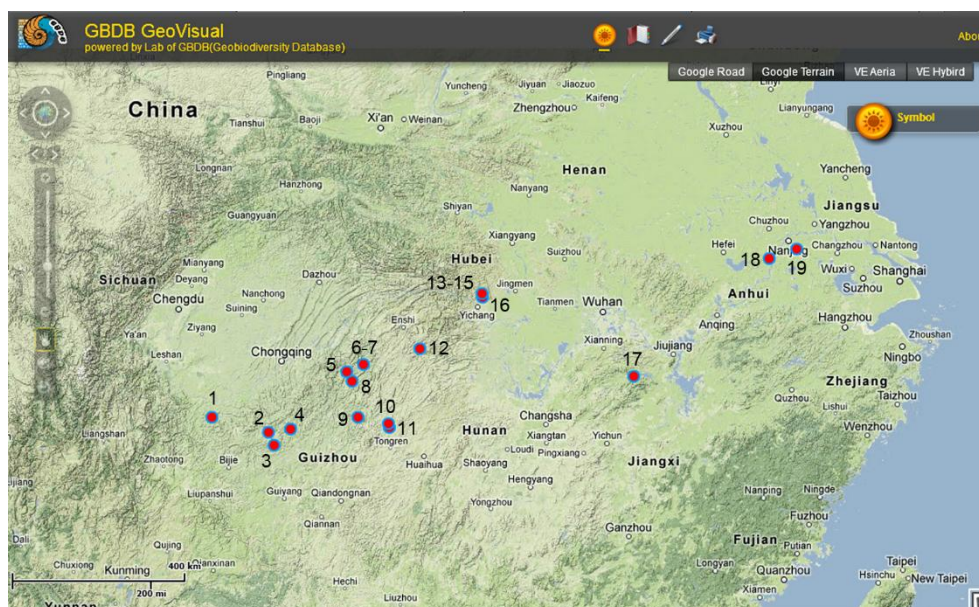 GBDB GeoVisual
powered by Lab of GBDB(Geobiodiversity Database)
Abou
Google Road
Google Terrain
VE Aeria
VE Hybird
Symbol
China
Pingliang
Yuncheng
Jiyuan
Jiaozuo
Kaifeng
Zhengzhou
Linyi
Lianyungang
Tianshui
Baoji
Xi'an
Weinan
Xuzhou
Longnan
Henan
Yancheng
Hanzhong
Nanyang
Jiangsu
Shiyan
Guangyuan
Chuzhou
Yangzhou
Xiangyang
Suizhou
Hefei
Nanjing
Changzhou
Nantong
Mianyang
Hubei
18
19
Wuxi
Shanghai
Sichuan
Deyang
Dazhou
13-15
Jingmen
Anhui
Suzhou
Chengdu
Nanchong
16
Tianmen
Wuhan
Suining
Yichang
Hangzhou
Ya'an
Ziyang
Enshi
Anqing
Zhoushan
Leshan
Chongqing
6-7
12
Xianning
Jiujiang
Ningbo
5
17
8
Zhejiang
1
Quzhou
Taizhou
2
4
9
10
Changsha
Lishui
Liangshan
11
Xiangtan
Yichun
Wenzhou
3
Tongren
Hunan
Loudi
Pingxiang
Zhaotong
Bijie
Guizhou
Huaihua
Shaoyang
Jiangxi
Hengyang
Lijiang
Liupanshui
Guiyang
Qiandongnan
Nanping
Ningde
Yongzhou
Qiannan
Fuzhou
Ganzhou
Dali
Qujing
Fujian
Putian
Chuxiong
Kunming
400 km
Qianxinan
Longyan
Quanzhou
Taipei
Hechi
Hsinchu
New Taipei
200 mi
Liuzhou
Xiamen
Yunnan